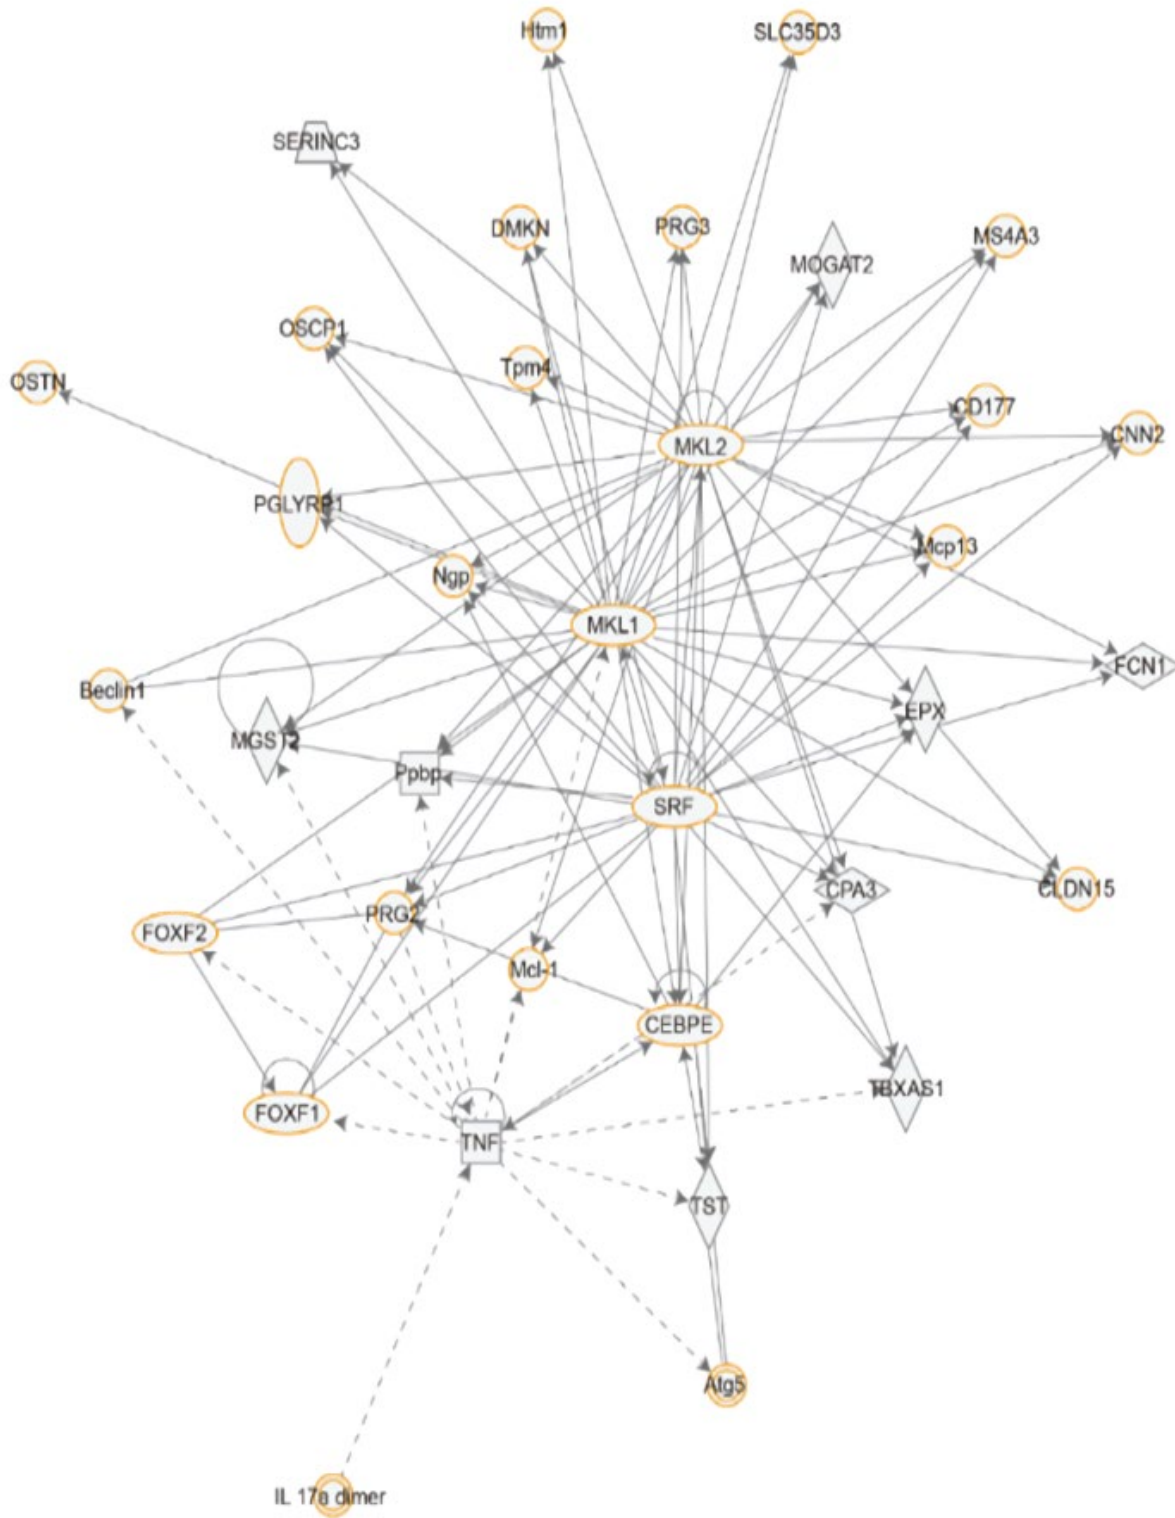 Htm1
SLC35D3
SERINC3
DMKN
PRG3
MS4A3
MOGAT2
OSCP1
Tpm4
OSTN
CD177
CNN2
MKL2
PGLYRP1
Mcp13
Ngp
MKL1
FCN1
Beclin1
EPX
MGST2
Ppbp
SRF
CPA3
CLDN15
PRG2
FOXF2
Mcl-1
CEBPE
TBXAS1
FOXF1
TNF
TST
Atg5
IL 17a dimer